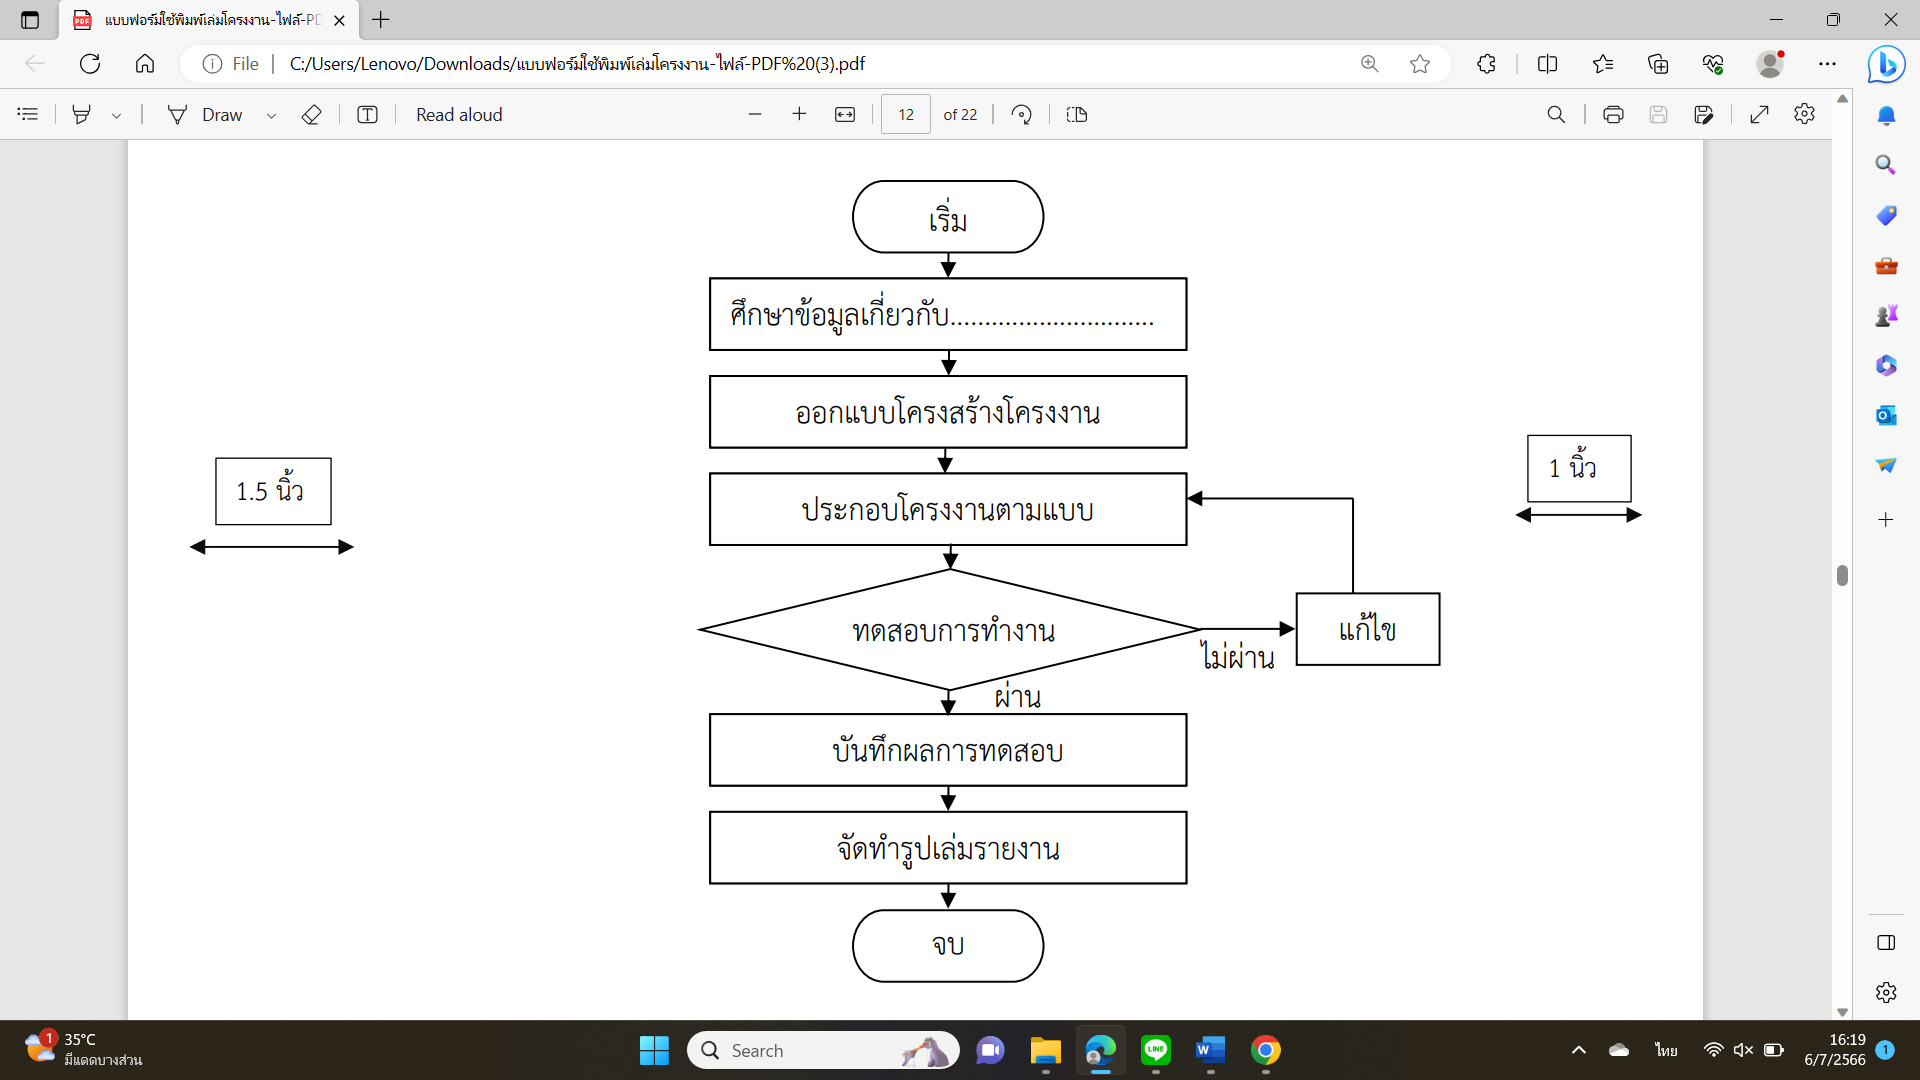 แบบฟอร์มใช้พิมพ์เล่มโครงงาน-ไฟล์-PD
File
C:/Users/Lenovo/Downloads/แบบฟอร์มใช้พิมพ์เล่มโครงงาน-ไฟล์-PDF%20(3).pdf
Draw
Read aloud
12 of 22
เริ่ม
ศึกษาข้อมูลเกี่ยวกับ..............................
ออกแบบโครงสร้างโครงงาน
1.5 นิ้ว
1 นิ้ว
ประกอบโครงงานตามแบบ
ทดสอบการทำงาน
แก้ไข
ไม่ผ่าน
ผ่าน
บันทึกผลการทดสอบ
จัดทำรูปเล่มรายงาน
จบ
1
35°C
มีแดดบางส่วน
Search
LINE
ไทย
16:19
6/7/2566
1